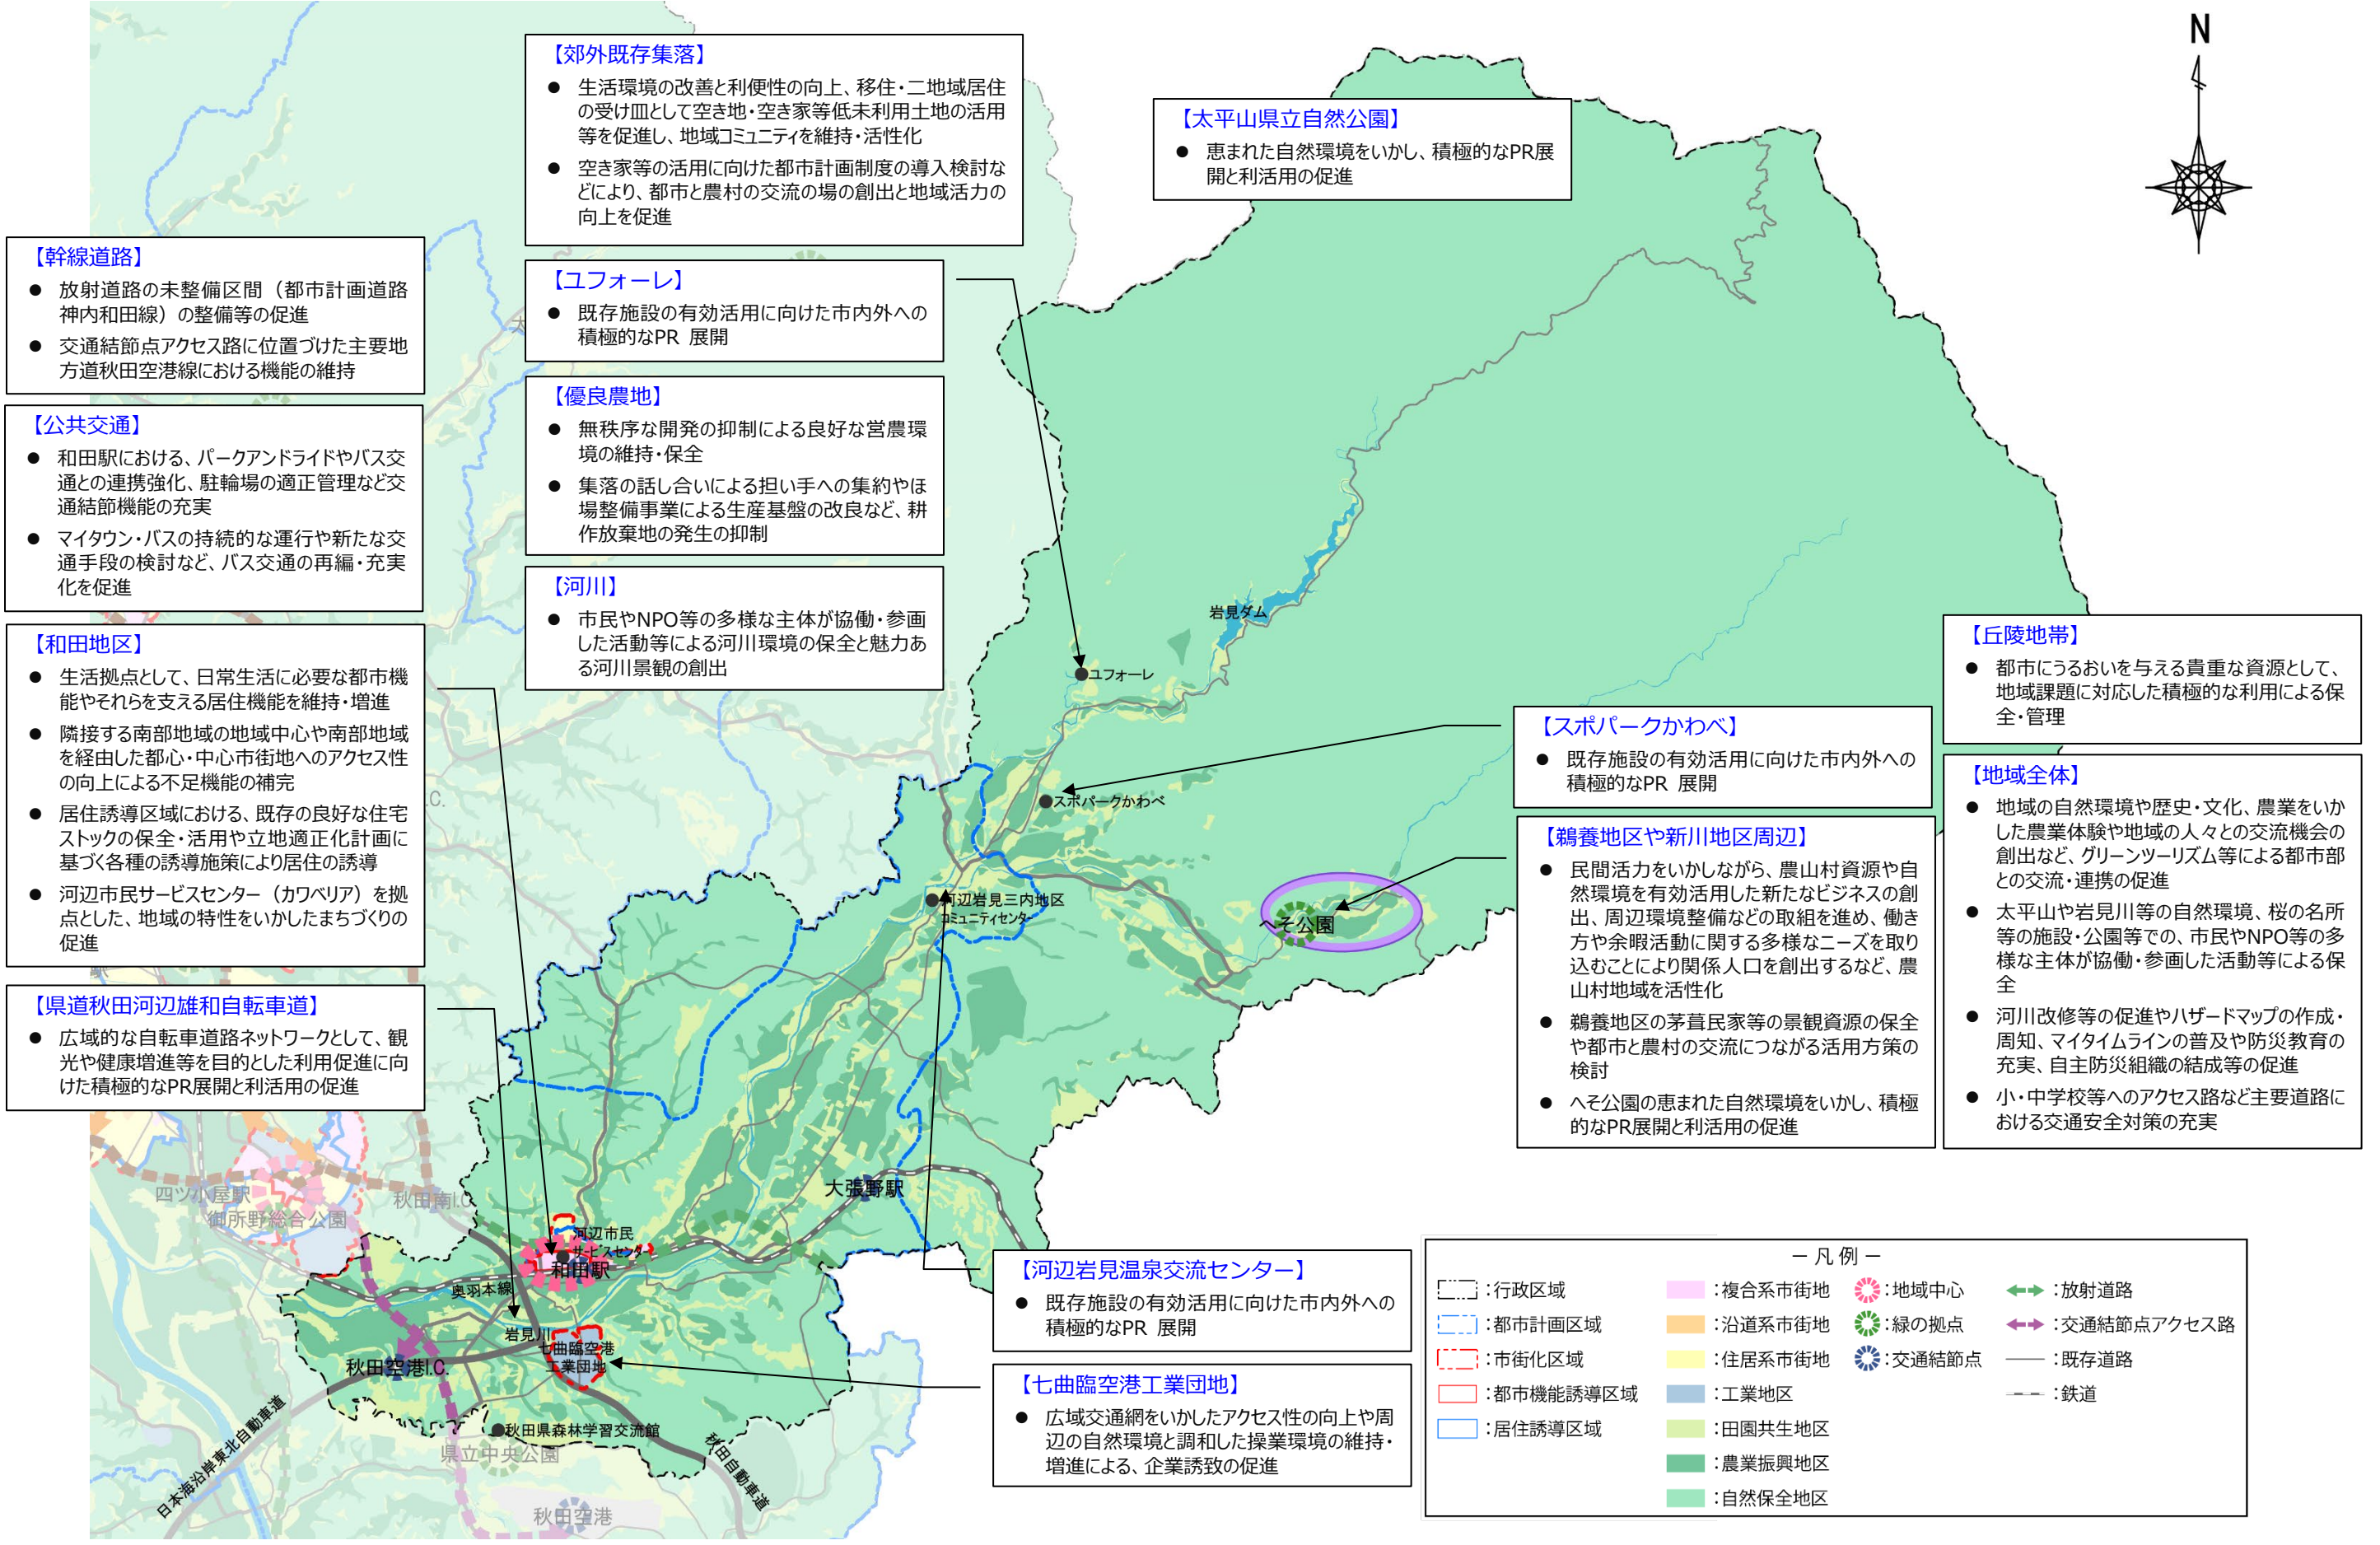 N
【郊外既存集落】
● 生活環境の改善と利便性の向上、移住・二地域居住
の受け皿として空き地・空き家等低未利用土地の活用
等を促進し、地域コミュニティを維持・活性化
● 空き家等の活用に向けた都市計画制度の導入検討な
どにより、都市と農村の交流の場の創出と地域活力の
向上を促進
【太平山県立自然公園】
● 恵まれた自然環境をいかし、積極的なPR展
開と利活用の促進
【幹線道路】
● 放射道路の未整備区間（都市計画道路
神内和田線）の整備等の促進
● 交通結節点アクセス路に位置づけた主要地
方道秋田空港線における機能の維持
【ユフォーレ】
● 既存施設の有効活用に向けた市内外への
積極的なPR 展開
【公共交通】
● 和田駅における、パークアンドライドやバス交
通との連携強化、駐輪場の適正管理など交
通結節機能の充実
● マイタウン・バスの持続的な運行や新たな交
通手段の検討など、バス交通の再編・充実
化を促進
【優良農地】
● 無秩序な開発の抑制による良好な営農環
境の維持・保全
● 集落の話し合いによる担い手への集約やほ
場整備事業による生産基盤の改良など、耕
作放棄地の発生の抑制
【河川】
● 市民やNPO等の多様な主体が協働・参画
した活動等による河川環境の保全と魅力あ
る河川景観の創出
【和田地区】
● 生活拠点として、日常生活に必要な都市機
能やそれらを支える居住機能を維持・増進
● 隣接する南部地域の地域中心や南部地域
を経由した都心・中心市街地へのアクセス性
の向上による不足機能の補完
● 居住誘導区域における、既存の良好な住宅
ストックの保全・活用や立地適正化計画に
基づく各種の誘導施策により居住の誘導
● 河辺市民サービスセンター（カワベリア）を拠
点とした、地域の特性をいかしたまちづくりの
促進
【県道秋田河辺雄和自転車道】
● 広域的な自転車道路ネットワークとして、観
光や健康増進等を目的とした利用促進に向
けた積極的なPR展開と利活用の促進
【丘陵地帯】
● 都市にうるおいを与える貴重な資源として、
地域課題に対応した積極的な利用による保
全・管理
【スポパークかわべ】
● 既存施設の有効活用に向けた市内外への
積極的なPR 展開
【地域全体】
● 地域の自然環境や歴史・文化、農業をいか
した農業体験や地域の人々との交流機会の
創出など、グリーンツーリズム等による都市部
との交流・連携の促進
● 太平山や岩見川等の自然環境、桜の名所
等の施設・公園等での、市民やNPO等の多
様な主体が協働・参画した活動等による保
全
● 河川改修等の促進やハザードマップの作成・
周知、マイタイムラインの普及や防災教育の
充実、自主防災組織の結成等の促進
● 小・中学校等へのアクセス路など主要道路に
おける交通安全対策の充実
【鵜養地区や新川地区周辺】
● 民間活力をいかしながら、農山村資源や自
然環境を有効活用した新たなビジネスの創
出、周辺環境整備などの取組を進め、働き
方や余暇活動に関する多様なニーズを取り
込むことにより関係人口を創出するなど、農
山村地域を活性化
● 鵜養地区の茅葺民家等の景観資源の保全
や都市と農村の交流につながる活用方策の
検討
● へそ公園の恵まれた自然環境をいかし、積極
的なPR展開と利活用の促進
【河辺岩見温泉交流センター】
● 既存施設の有効活用に向けた市内外への
積極的なPR 展開
【七曲臨空港工業団地】
● 広域交通網をいかしたアクセス性の向上や周
辺の自然環境と調和した操業環境の維持・
増進による、企業誘致の促進
岩見ダム
ユフォーレ
スポパークかわべ
河辺岩見三内地区
コミュニティセンター
へそ公園
大張野駅
四ツ小屋駅
御所野総合公園
秋田南I.C.
I.C.
河辺市民
サービスセンター
和田駅
奥羽本線
岩見川
七曲臨空港
工業団地
秋田空港I.C.
秋田県森林学習交流館
県立中央公園
秋田空港
日本海沿岸東北自動車道
秋田自動車道
－ 凡 例 －
：行政区域
：都市計画区域
：市街化区域
：都市機能誘導区域
：居住誘導区域
：複合系市街地
：沿道系市街地
：住居系市街地
：工業地区
：田園共生地区
：農業振興地区
：自然保全地区
：地域中心
：緑の拠点
：交通結節点
：放射道路
：交通結節点アクセス路
：既存道路
：鉄道